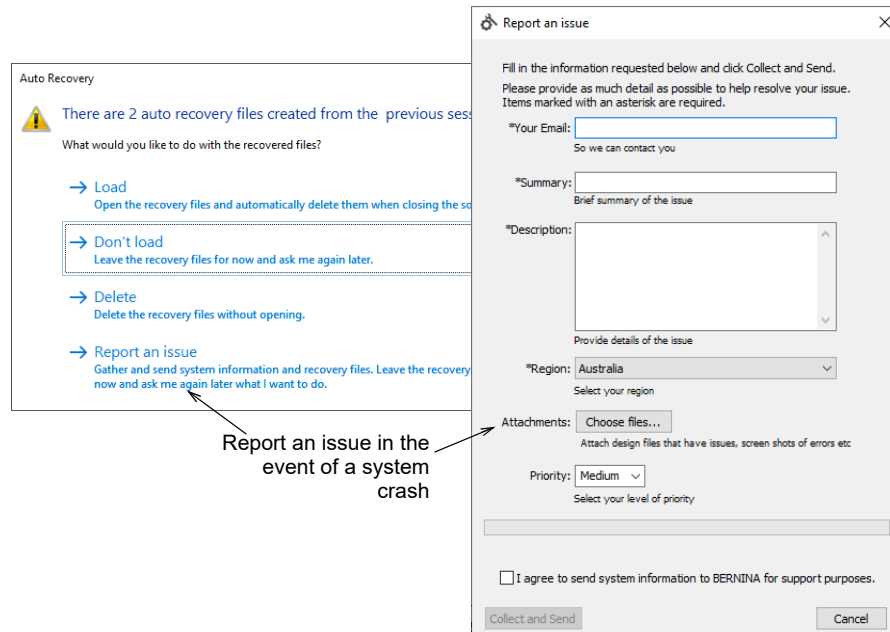 Auto Recovery
There are 2 auto recovery files created from the previous ses
What would you like to do with the recovered files?
Load
Open the recovery files and automatically delete them when closing the so
Don't load
Leave the recovery files for now and ask me again later.
Delete
Delete the recovery files without opening.
Report an issue
Gather and send system information and recovery files. Leave the recovery
now and ask me again later what I want to do.
Report an issue in the
event of a system
crash
Report an issue
Fill in the information requested below and click Collect and Send.
Please provide as much detail as possible to help resolve your issue.
Items marked with an asterisk are required.
*Your Email:
So we can contact you
*Summary:
Brief summary of the issue
*Description:
Provide details of the issue
*Region: Australia
Select your region
Attachments: Choose files...
Attach design files that have issues, screen shots of errors etc
Priority: Medium
Select your level of priority
I agree to send system information to BERNINA for support purposes.
Collect and Send Cancel